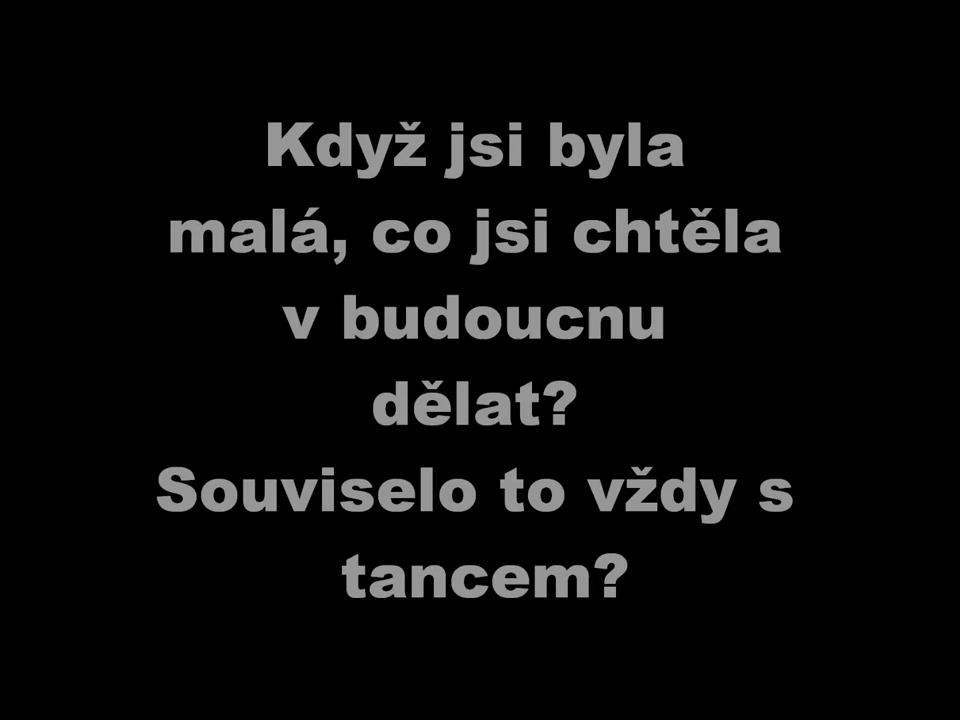 Když jsi byla
malá, co jsi chtěla
v budoucnu
dělat?
Souviselo to vždy s
tancem?